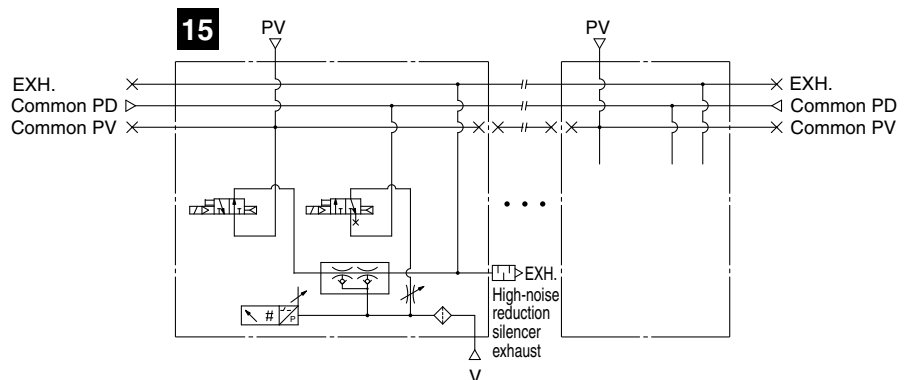 15
PV
PV
EXH.
Common PD
Common PV
EXH.
Common PD
Common PV
• • •
EXH.
High-noise
reduction
silencer
exhaust
#
P
V